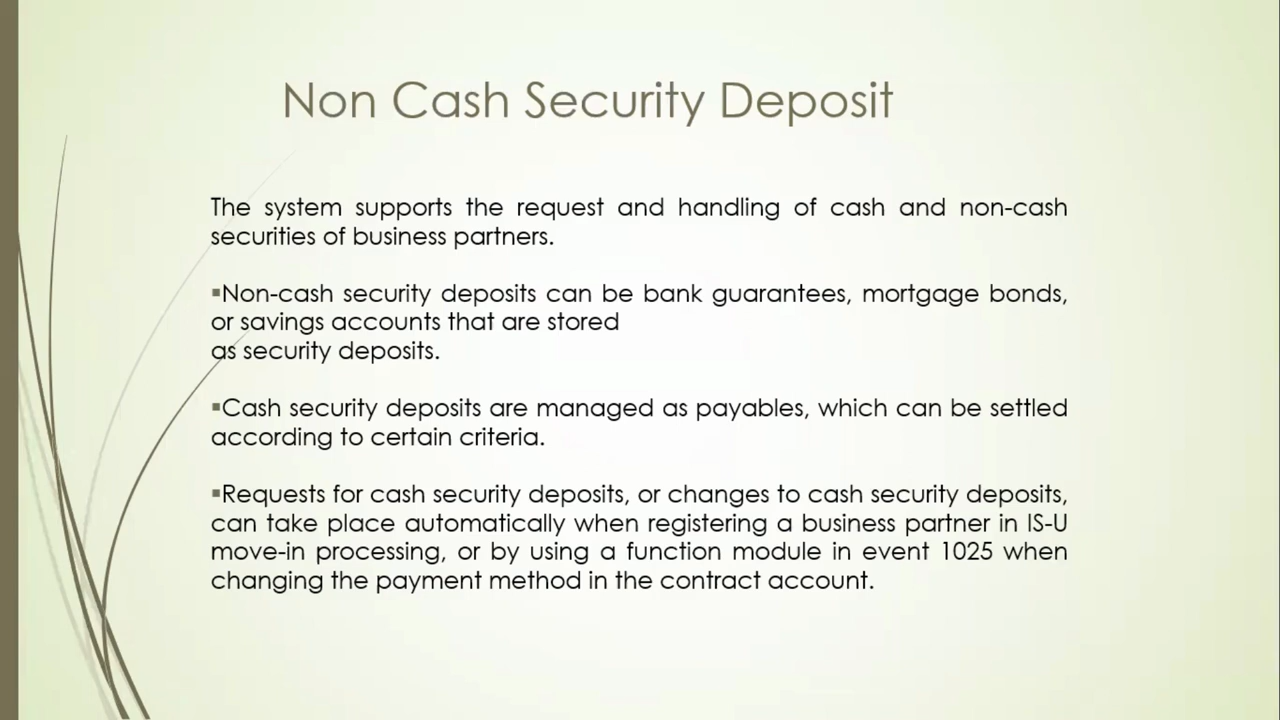 Non Cash Security Deposit
The system supports the request and handling of cash and non-cash
securities of business partners.
▪Non-cash security deposits can be bank guarantees, mortgage bonds,
or savings accounts that are stored
as security deposits.
▪Cash security deposits are managed as payables, which can be settled
according to certain criteria.
▪Requests for cash security deposits, or changes to cash security deposits,
can take place automatically when registering a business partner in IS-U
move-in processing, or by using a function module in event 1025 when
changing the payment method in the contract account.